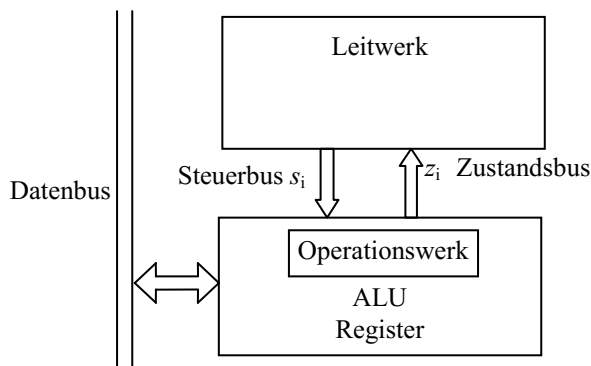 Leitwerk
Steuerbus si
zi Zustandsbus
Datenbus
Operationswerk
ALU
Register